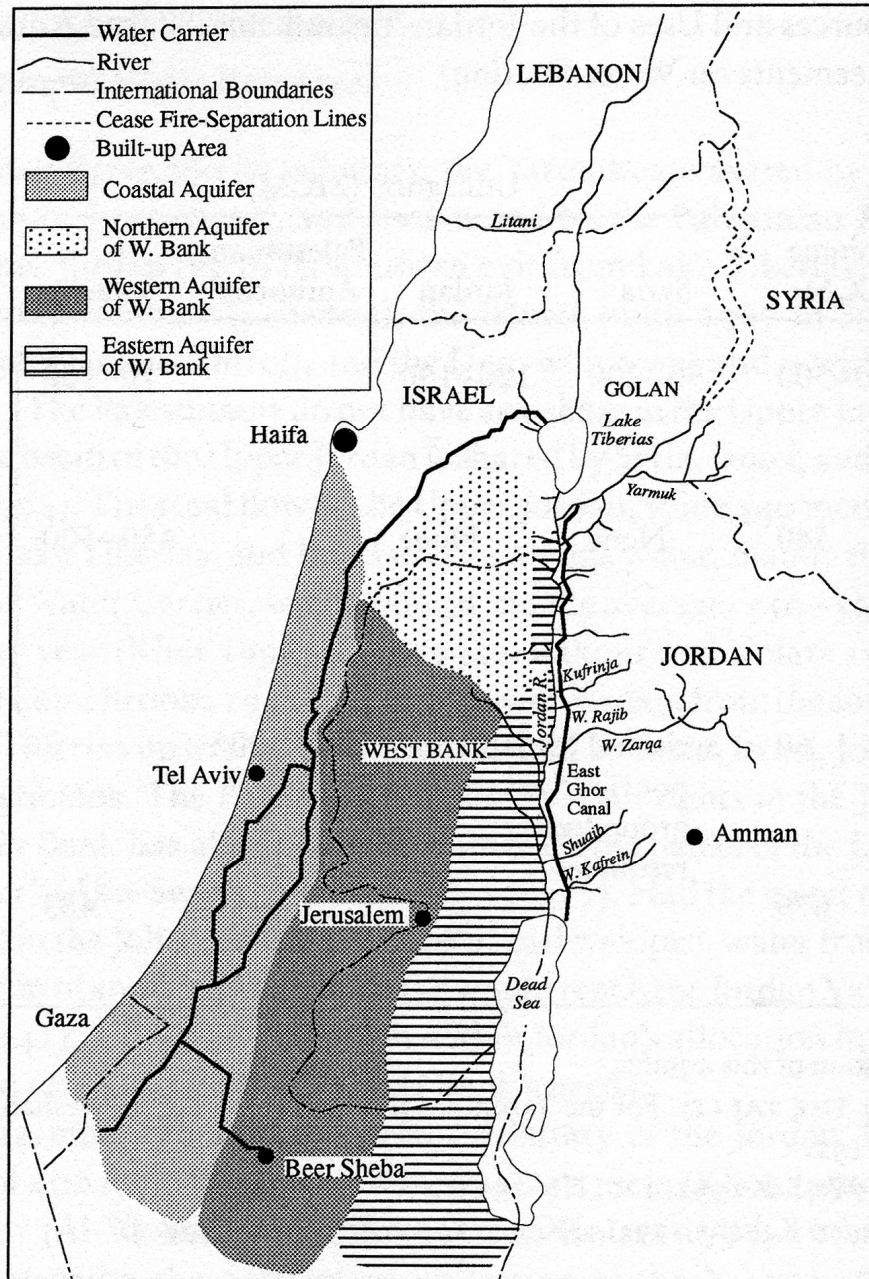 Water Carrier
River
International Boundaries
Cease Fire-Separation Lines
Built-up Area
Coastal Aquifer
Northern Aquifer
of W. Bank
Western Aquifer
of W. Bank
Eastern Aquifer
of W. Bank
LEBANON
Litani
SYRIA
ISRAEL
GOLAN
Lake
Tiberias
Haifa
Yarmuk
JORDAN
Kufrinja
Jordan R.
W. Rajib
W. Zarqa
WEST BANK
Tel Aviv
East
Ghor
Canal
Amman
Shuaib
W. Kafrein
Jerusalem
Dead
Sea
Gaza
Beer Sheba